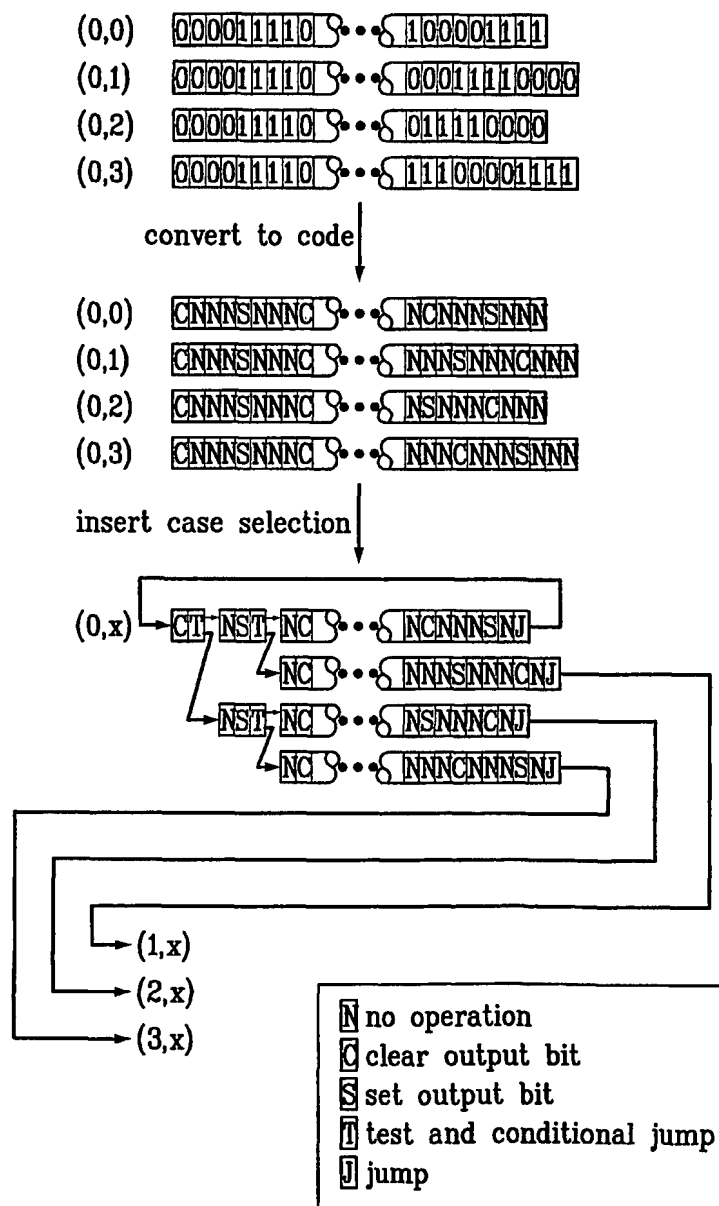 (0,0) 000011110 ••• 100001111
(0,1) 000011110 ••• 00011110000
(0,2) 000011110 ••• 011110000
(0,3) 000011110 ••• 11100001111
convert to code
(0,0) CNNNSNNNC ••• NCNNNSNNN
(0,1) CNNNSNNNC ••• NNNSNNNCNNN
(0,2) CNNNSNNNC ••• NSNNNCNNN
(0,3) CNNNSNNNC ••• NNNCNNNSNNN
insert case selection
(0,x) CT NST NC ••• NCNNNSNJ
NC ••• NNNSNNNCNJ
NST NC ••• NSNNNCNJ
NC ••• NNNCNNNSNJ
(1,x)
(2,x)
(3,x)
N no operation
C clear output bit
S set output bit
T test and conditional jump
J jump